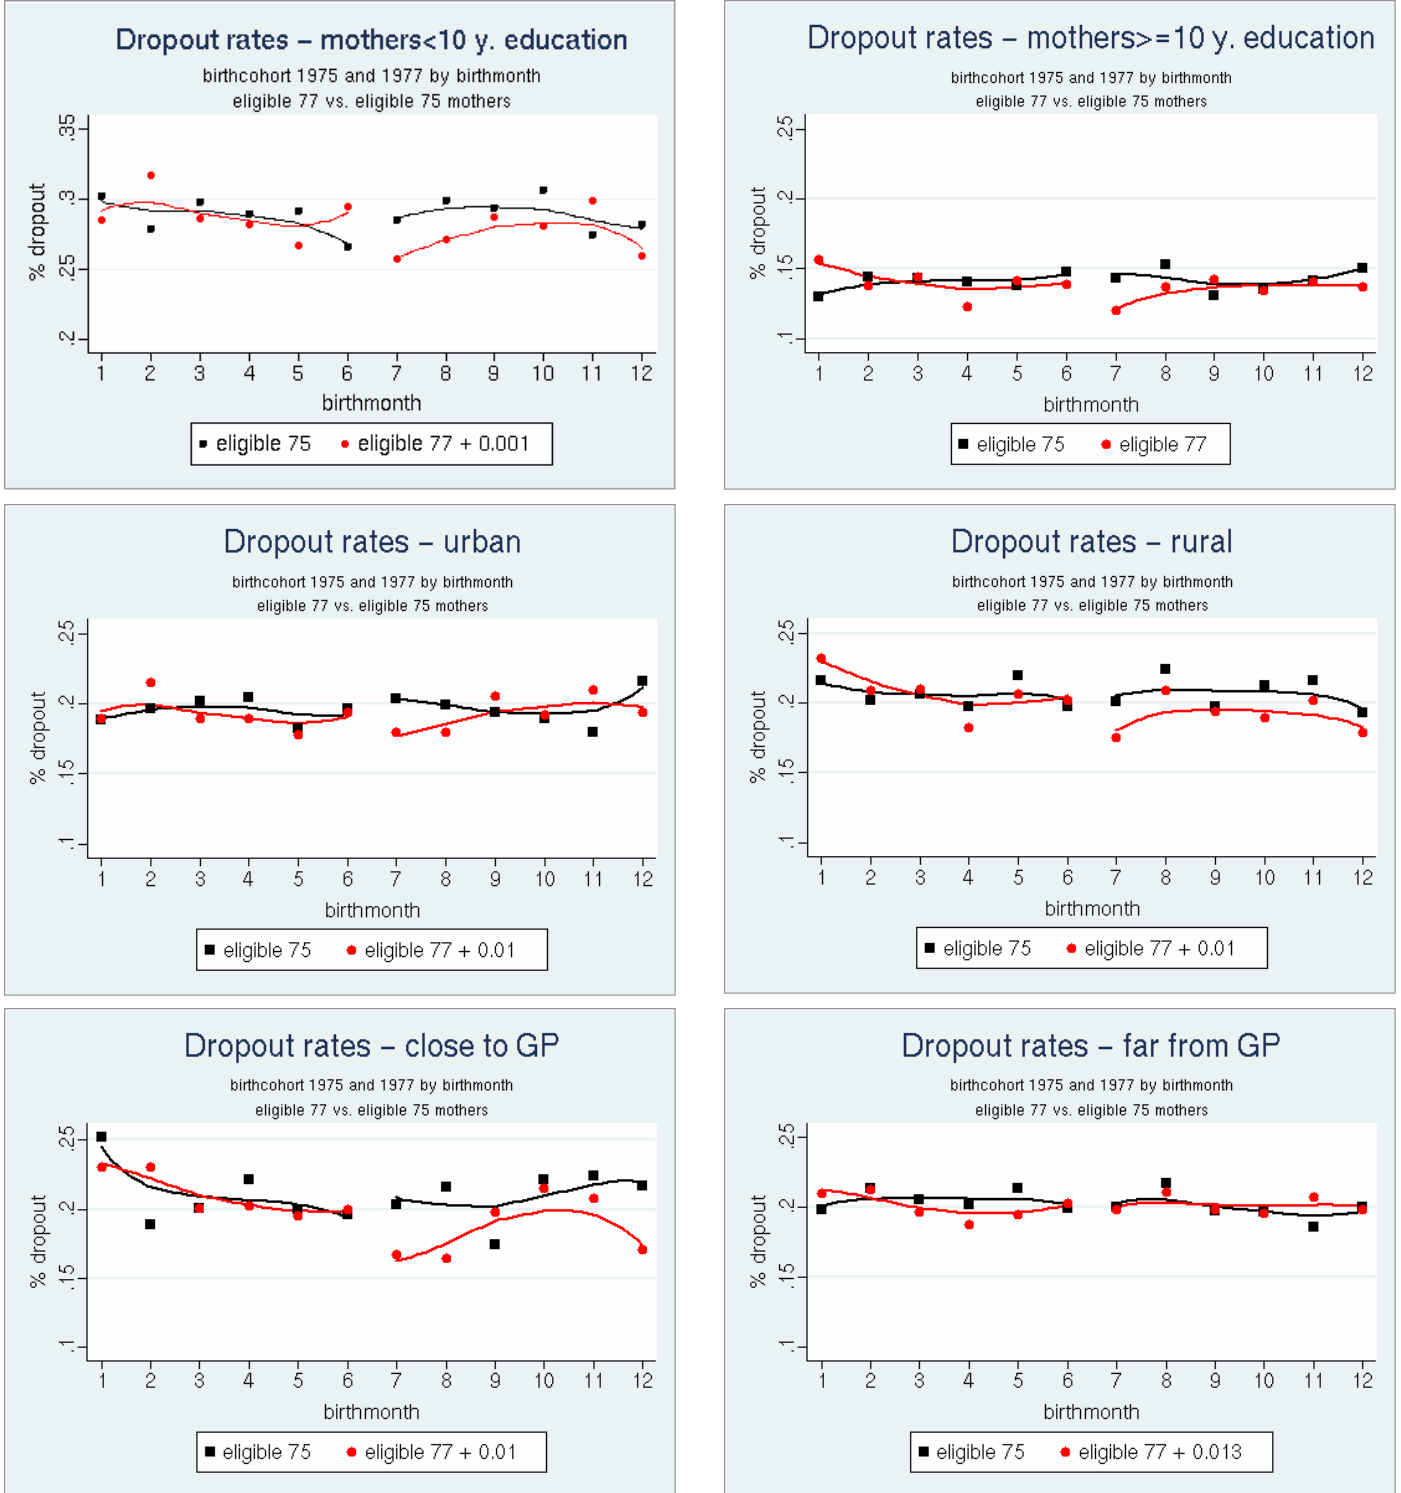 Dropout rates – mothers<10 y. education
birthcohort 1975 and 1977 by birthmonth
eligible 77 vs. eligible 75 mothers
% dropout
.35
.3
.25
.2
1 2 3 4 5 6 7 8 9 10 11 12
birthmonth
eligible 75 eligible 77 + 0.001
Dropout rates – mothers>=10 y. education
birthcohort 1975 and 1977 by birthmonth
eligible 77 vs. eligible 75 mothers
% dropout
.25
.2
.15
.1
1 2 3 4 5 6 7 8 9 10 11 12
birthmonth
eligible 75 eligible 77
Dropout rates – urban
birthcohort 1975 and 1977 by birthmonth
eligible 77 vs. eligible 75 mothers
% dropout
.25
.2
.15
.1
1 2 3 4 5 6 7 8 9 10 11 12
birthmonth
eligible 75 eligible 77 + 0.01
Dropout rates – rural
birthcohort 1975 and 1977 by birthmonth
eligible 77 vs. eligible 75 mothers
% dropout
.25
.2
.15
.1
1 2 3 4 5 6 7 8 9 10 11 12
birthmonth
eligible 75 eligible 77 + 0.01
Dropout rates – close to GP
birthcohort 1975 and 1977 by birthmonth
eligible 77 vs. eligible 75 mothers
% dropout
.25
.2
.15
.1
1 2 3 4 5 6 7 8 9 10 11 12
birthmonth
eligible 75 eligible 77 + 0.01
Dropout rates – far from GP
birthcohort 1975 and 1977 by birthmonth
eligible 77 vs. eligible 75 mothers
% dropout
.25
.2
.15
.1
1 2 3 4 5 6 7 8 9 10 11 12
birthmonth
eligible 75 eligible 77 + 0.013